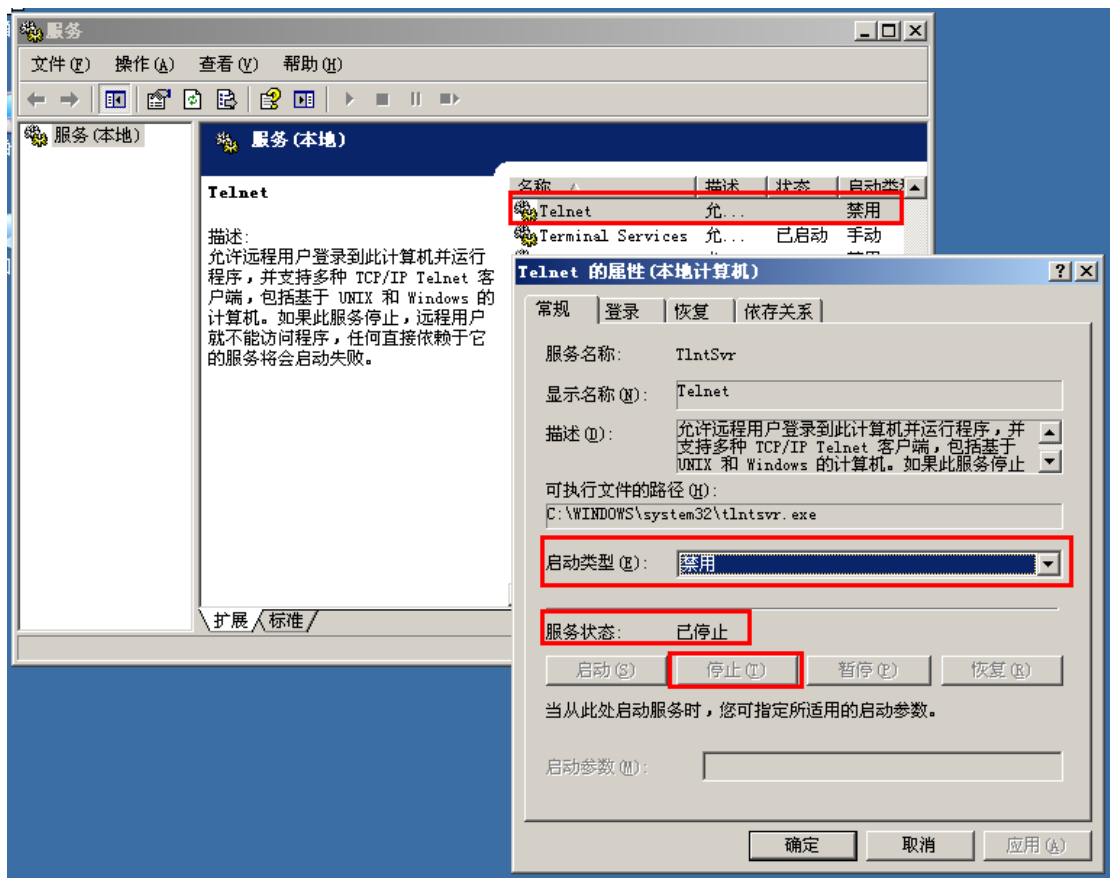 服务
文件(F) 操作(A) 查看(V) 帮助(H)
服务(本地)
服务(本地)
Telnet
描述:
允许远程用户登录到此计算机并运行
程序，并支持多种 TCP/IP Telnet 客
户端，包括基于 UNIX 和 Windows 的
计算机。如果此服务停止，远程用户
就不能访问程序，任何直接依赖于它
的服务将会启动失败。
名称 描述 状态 启动类
Telnet 允... 禁用
Terminal Services 允... 已启动 手动
扩展 标准
Telnet 的属性(本地计算机)
常规 登录 恢复 依存关系
服务名称: TlntSvr
显示名称(N): Telnet
描述(D): 允许远程用户登录到此计算机并运行程序，并
支持多种 TCP/IP Telnet 客户端，包括基于
UNIX 和 Windows 的计算机。如果此服务停止
可执行文件的路径(H):
C:\WINDOWS\system32\tlntsvr.exe
启动类型(E): 禁用
服务状态: 已停止
启动(S) 停止(T) 暂停(P) 恢复(R)
当从此处启动服务时，您可指定所适用的启动参数。
启动参数(M):
确定 取消 应用(A)